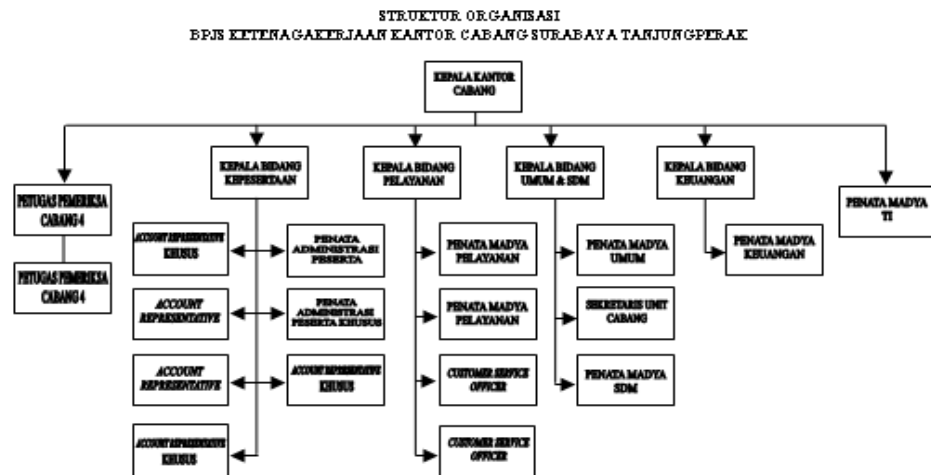 STRUKTUR ORGANISASI
BPJS KETENAGAKERJAAN KANTOR CABANG SURABAYA TANJUNG PERAK
KEPALA KANTOR
CABANG
KEPALA BIDANG
KEPESERTAAN
KEPALA BIDANG
PELAYANAN
KEPALA BIDANG
UMUM & SDM
KEPALA BIDANG
KEUANGAN
PETUGAS PEMERIKSA
CABANG 4
PENATA MADYA
TI
ACCOUNT REPRESENTATIVE
KHUSUS
PENATA
ADMINISTRASI
PESERTA
PENATA MADYA
PELAYANAN
PENATA MADYA
UMUM
PENATA MADYA
KEUANGAN
PETUGAS PEMERIKSA
CABANG 4
ACCOUNT
REPRESENTATIVE
PENATA
ADMINISTRASI
PESERTA KHUSUS
PENATA MADYA
PELAYANAN
SEKRETARIS UNIT
CABANG
ACCOUNT
REPRESENTATIVE
ACCOUNT REPRESENTATIVE
KHUSUS
CUSTOMER SERVICE
OFFICER
PENATA MADYA
SDM
ACCOUNT REPRESENTATIVE
KHUSUS
CUSTOMER SERVICE
OFFICER